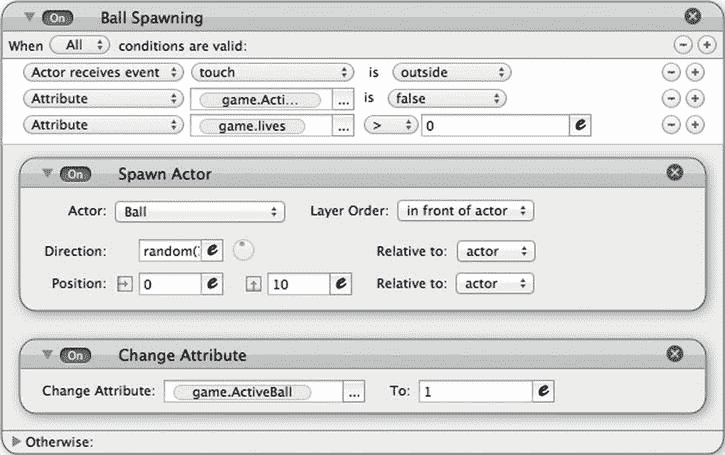 On Ball Spawning
When All conditions are valid:
Actor receives event touch is outside
Attribute game.Acti... ... is false
Attribute game.lives ... > 0 e
On Spawn Actor
Actor: Ball Layer Order: in front of actor
Direction: random( e Relative to: actor
Position: 0 e 10 e Relative to: actor
On Change Attribute
Change Attribute: game.ActiveBall ... To: 1 e
Otherwise: